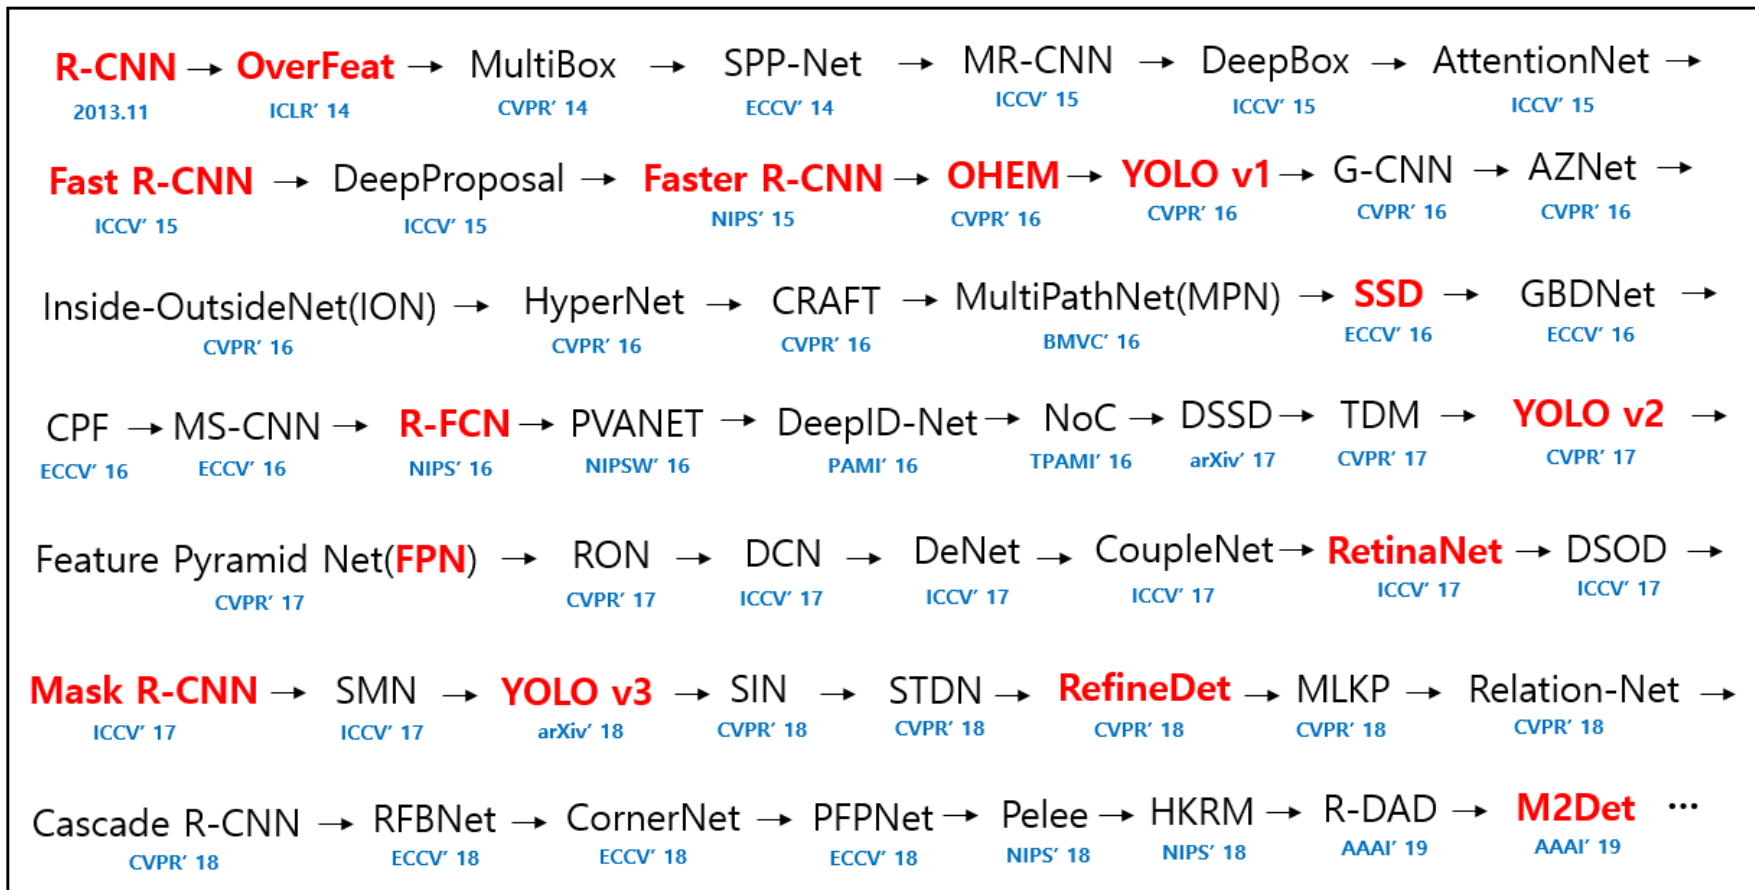 R-CNN → OverFeat → MultiBox → SPP-Net → MR-CNN → DeepBox → AttentionNet →
2013.11 ICLR' 14 CVPR' 14 ECCV' 14 ICCV' 15 ICCV' 15 ICCV' 15
Fast R-CNN → DeepProposal → Faster R-CNN → OHEM → YOLO v1 → G-CNN → AZNet →
ICCV' 15 ICCV' 15 NIPS' 15 CVPR' 16 CVPR' 16 CVPR' 16 CVPR' 16
Inside-OutsideNet(ION) → HyperNet → CRAFT → MultiPathNet(MPN) → SSD → GBDNet →
CVPR' 16 CVPR' 16 CVPR' 16 BMVC' 16 ECCV' 16 ECCV' 16
CPF → MS-CNN → R-FCN → PVANET → DeepID-Net → NoC → DSSD → TDM → YOLO v2 →
ECCV' 16 ECCV' 16 NIPS' 16 NIPSW' 16 PAMI' 16 TPAMI' 16 arXiv' 17 CVPR' 17 CVPR' 17
Feature Pyramid Net(FPN) → RON → DCN → DeNet → CoupleNet → RetinaNet → DSOD →
CVPR' 17 CVPR' 17 ICCV' 17 ICCV' 17 ICCV' 17 ICCV' 17 ICCV' 17
Mask R-CNN → SMN → YOLO v3 → SIN → STDN → RefineDet → MLKP → Relation-Net →
ICCV' 17 ICCV' 17 arXiv' 18 CVPR' 18 CVPR' 18 CVPR' 18 CVPR' 18 CVPR' 18
Cascade R-CNN → RFBNet → CornerNet → PFPNet → Pelee → HKRM → R-DAD → M2Det ···
CVPR' 18 ECCV' 18 ECCV' 18 ECCV' 18 NIPS' 18 NIPS' 18 AAAI' 19 AAAI' 19